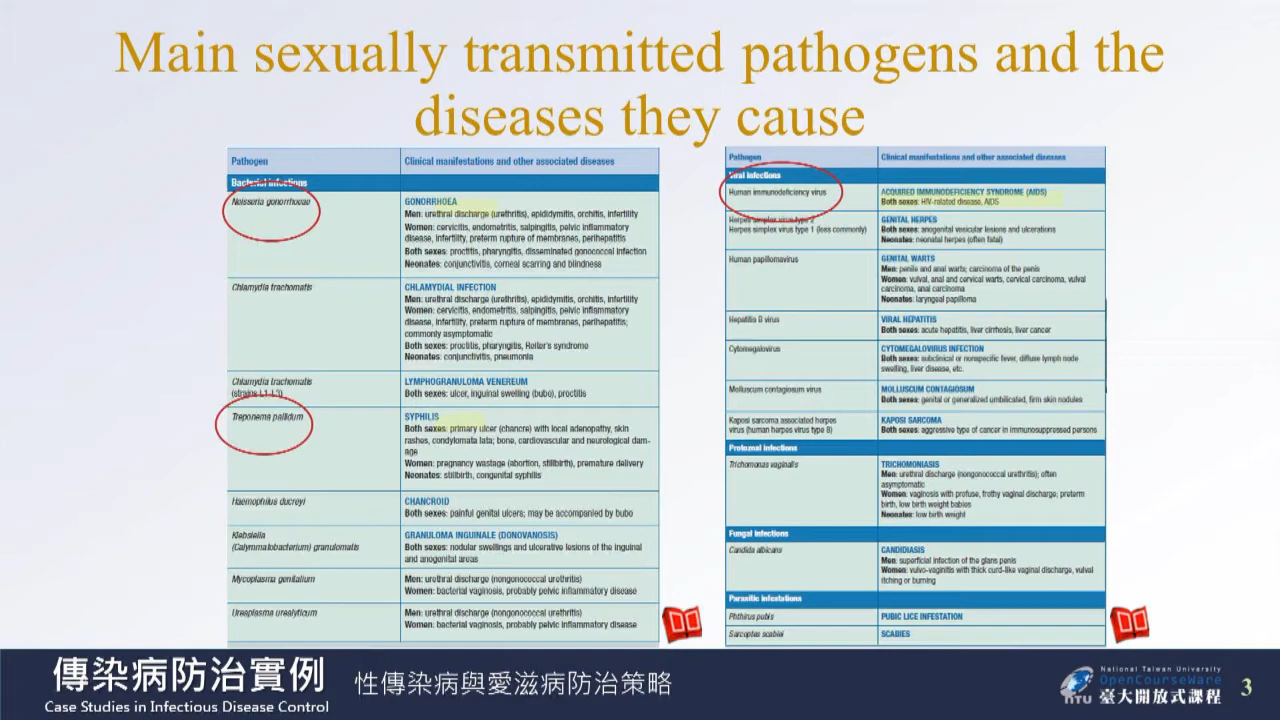 Main sexually transmitted pathogens and the
diseases they cause
Pathogen
Clinical manifestations and other associated diseases
Bacterial infections
Neisseria gonorrhoeae
GONORRHOEA
Men: urethral discharge (urethritis), epididymitis, orchitis, infertility
Women: cervicitis, endometritis, salpingitis, pelvic inflammatory
disease, infertility, preterm rupture of membranes, perihepatitis
Both sexes: proctitis, pharyngitis, disseminated gonococcal infection
Neonates: conjunctivitis, corneal scarring and blindness
Chlamydia trachomatis
CHLAMYDIAL INFECTION
Men: urethral discharge (urethritis), epididymitis, orchitis, infertility
Women: cervicitis, endometritis, salpingitis, pelvic inflammatory
disease, infertility, preterm rupture of membranes, perihepatitis;
commonly asymptomatic
Both sexes: proctitis, pharyngitis, Reiter's syndrome
Neonates: conjunctivitis, pneumonia
Chlamydia trachomatis
(strains L1-L3)
LYMPHOGRANULOMA VENEREUM
Both sexes: ulcer, inguinal swelling (bubo), proctitis
Treponema pallidum
SYPHILIS
Both sexes: primary ulcer (chancre) with local adenopathy, skin
rashes, condylomata lata; bone, cardiovascular and neurological dam-
age
Women: pregnancy wastage (abortion, stillbirth), premature delivery
Neonates: stillbirth, congenital syphilis
Haemophilus ducreyi
CHANCROID
Both sexes: painful genital ulcers; may be accompanied by bubo
Klebsiella
(Calymmatobacterium) granulomatis
GRANULOMA INGUINALE (DONOVANOSIS)
Both sexes: nodular swellings and ulcerative lesions of the inguinal
and anogenital areas
Mycoplasma genitalium
Men: urethral discharge (nongonococcal urethritis)
Women: bacterial vaginosis, probably pelvic inflammatory disease
Ureaplasma urealyticum
Men: urethral discharge (nongonococcal urethritis)
Women: bacterial vaginosis, probably pelvic inflammatory disease
Pathogen
Clinical manifestations and other associated diseases
Viral infections
Human immunodeficiency virus
ACQUIRED IMMUNODEFICIENCY SYNDROME (AIDS)
Both sexes: HIV-related disease, AIDS
Herpes simplex virus type 2
Herpes simplex virus type 1 (less commonly)
GENITAL HERPES
Both sexes: anogenital vesicular lesions and ulcerations
Neonates: neonatal herpes (often fatal)
Human papillomavirus
GENITAL WARTS
Men: penile and anal warts; carcinoma of the penis
Women: vulval, anal and cervical warts, cervical carcinoma, vulval
carcinoma, anal carcinoma
Neonates: laryngeal papilloma
Hepatitis B virus
VIRAL HEPATITIS
Both sexes: acute hepatitis, liver cirrhosis, liver cancer
Cytomegalovirus
CYTOMEGALOVIRUS INFECTION
Both sexes: subclinical or nonspecific fever, diffuse lymph node
swelling, liver disease, etc.
Molluscum contagiosum virus
MOLLUSCUM CONTAGIOSUM
Both sexes: genital or generalized umbilicated, firm skin nodules
Kaposi sarcoma associated herpes
virus (human herpes virus type 8)
KAPOSI SARCOMA
Both sexes: aggressive type of cancer in immunosuppressed persons
Protozoal infections
Trichomonas vaginalis
TRICHOMONIASIS
Men: urethral discharge (nongonococcal urethritis); often
asymptomatic
Women: vaginosis with profuse, frothy vaginal discharge; preterm
birth, low birth weight babies
Neonates: low birth weight
Fungal infections
Candida albicans
CANDIDIASIS
Men: superficial infection of the glans penis
Women: vulvo-vaginitis with thick curd-like vaginal discharge, vulval
itching or burning
Parasitic infestations
Phthirus pubis
PUBIC LICE INFESTATION
Sarcoptes scabiei
SCABIES
傳染病防治實例
Case Studies in Infectious Disease Control
性傳染病與愛滋病防治策略
NTU
National Taiwan University
OpenCourseWare
臺大開放式課程
3